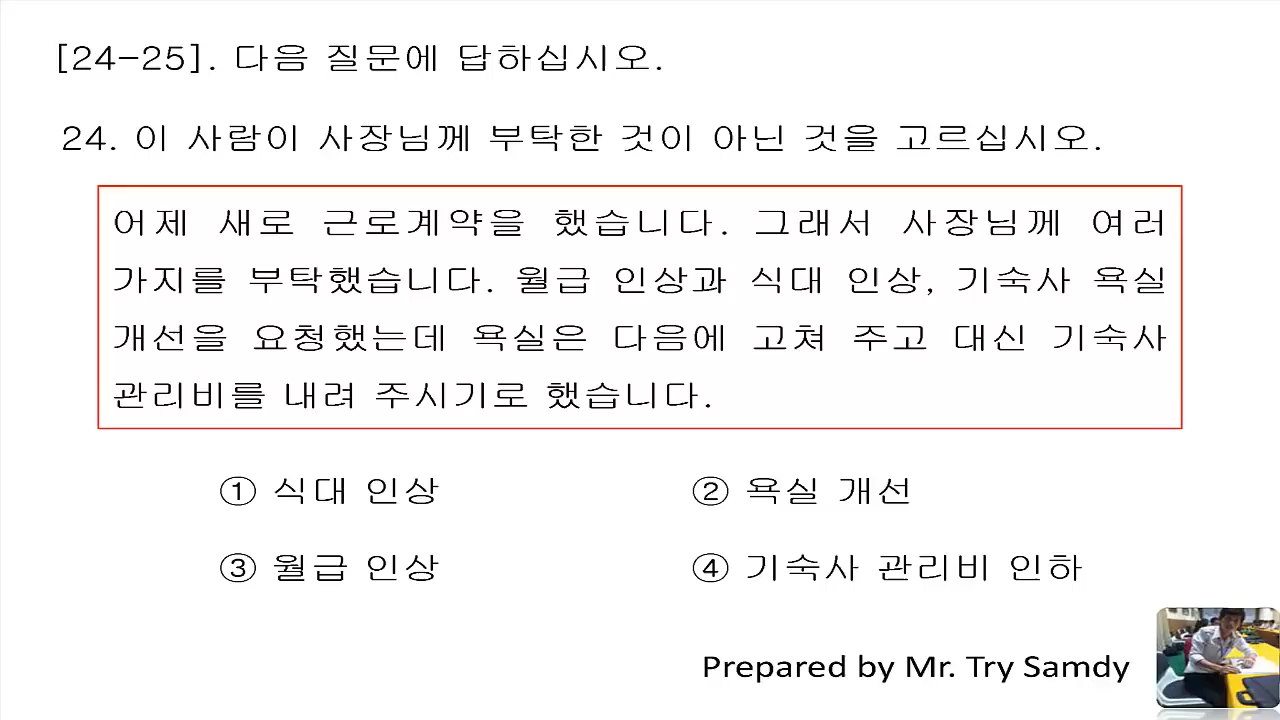 [24-25]. 다음 질문에 답하십시오.
24. 이 사람이 사장님께 부탁한 것이 아닌 것을 고르십시오.
어제 새로 근로계약을 했습니다. 그래서 사장님께 여러
가지를 부탁했습니다. 월급 인상과 식대 인상, 기숙사 욕실
개선을 요청했는데 욕실은 다음에 고쳐 주고 대신 기숙사
관리비를 내려 주시기로 했습니다.
① 식대 인상 ② 욕실 개선
③ 월급 인상 ④ 기숙사 관리비 인하
Prepared by Mr. Try Samdy